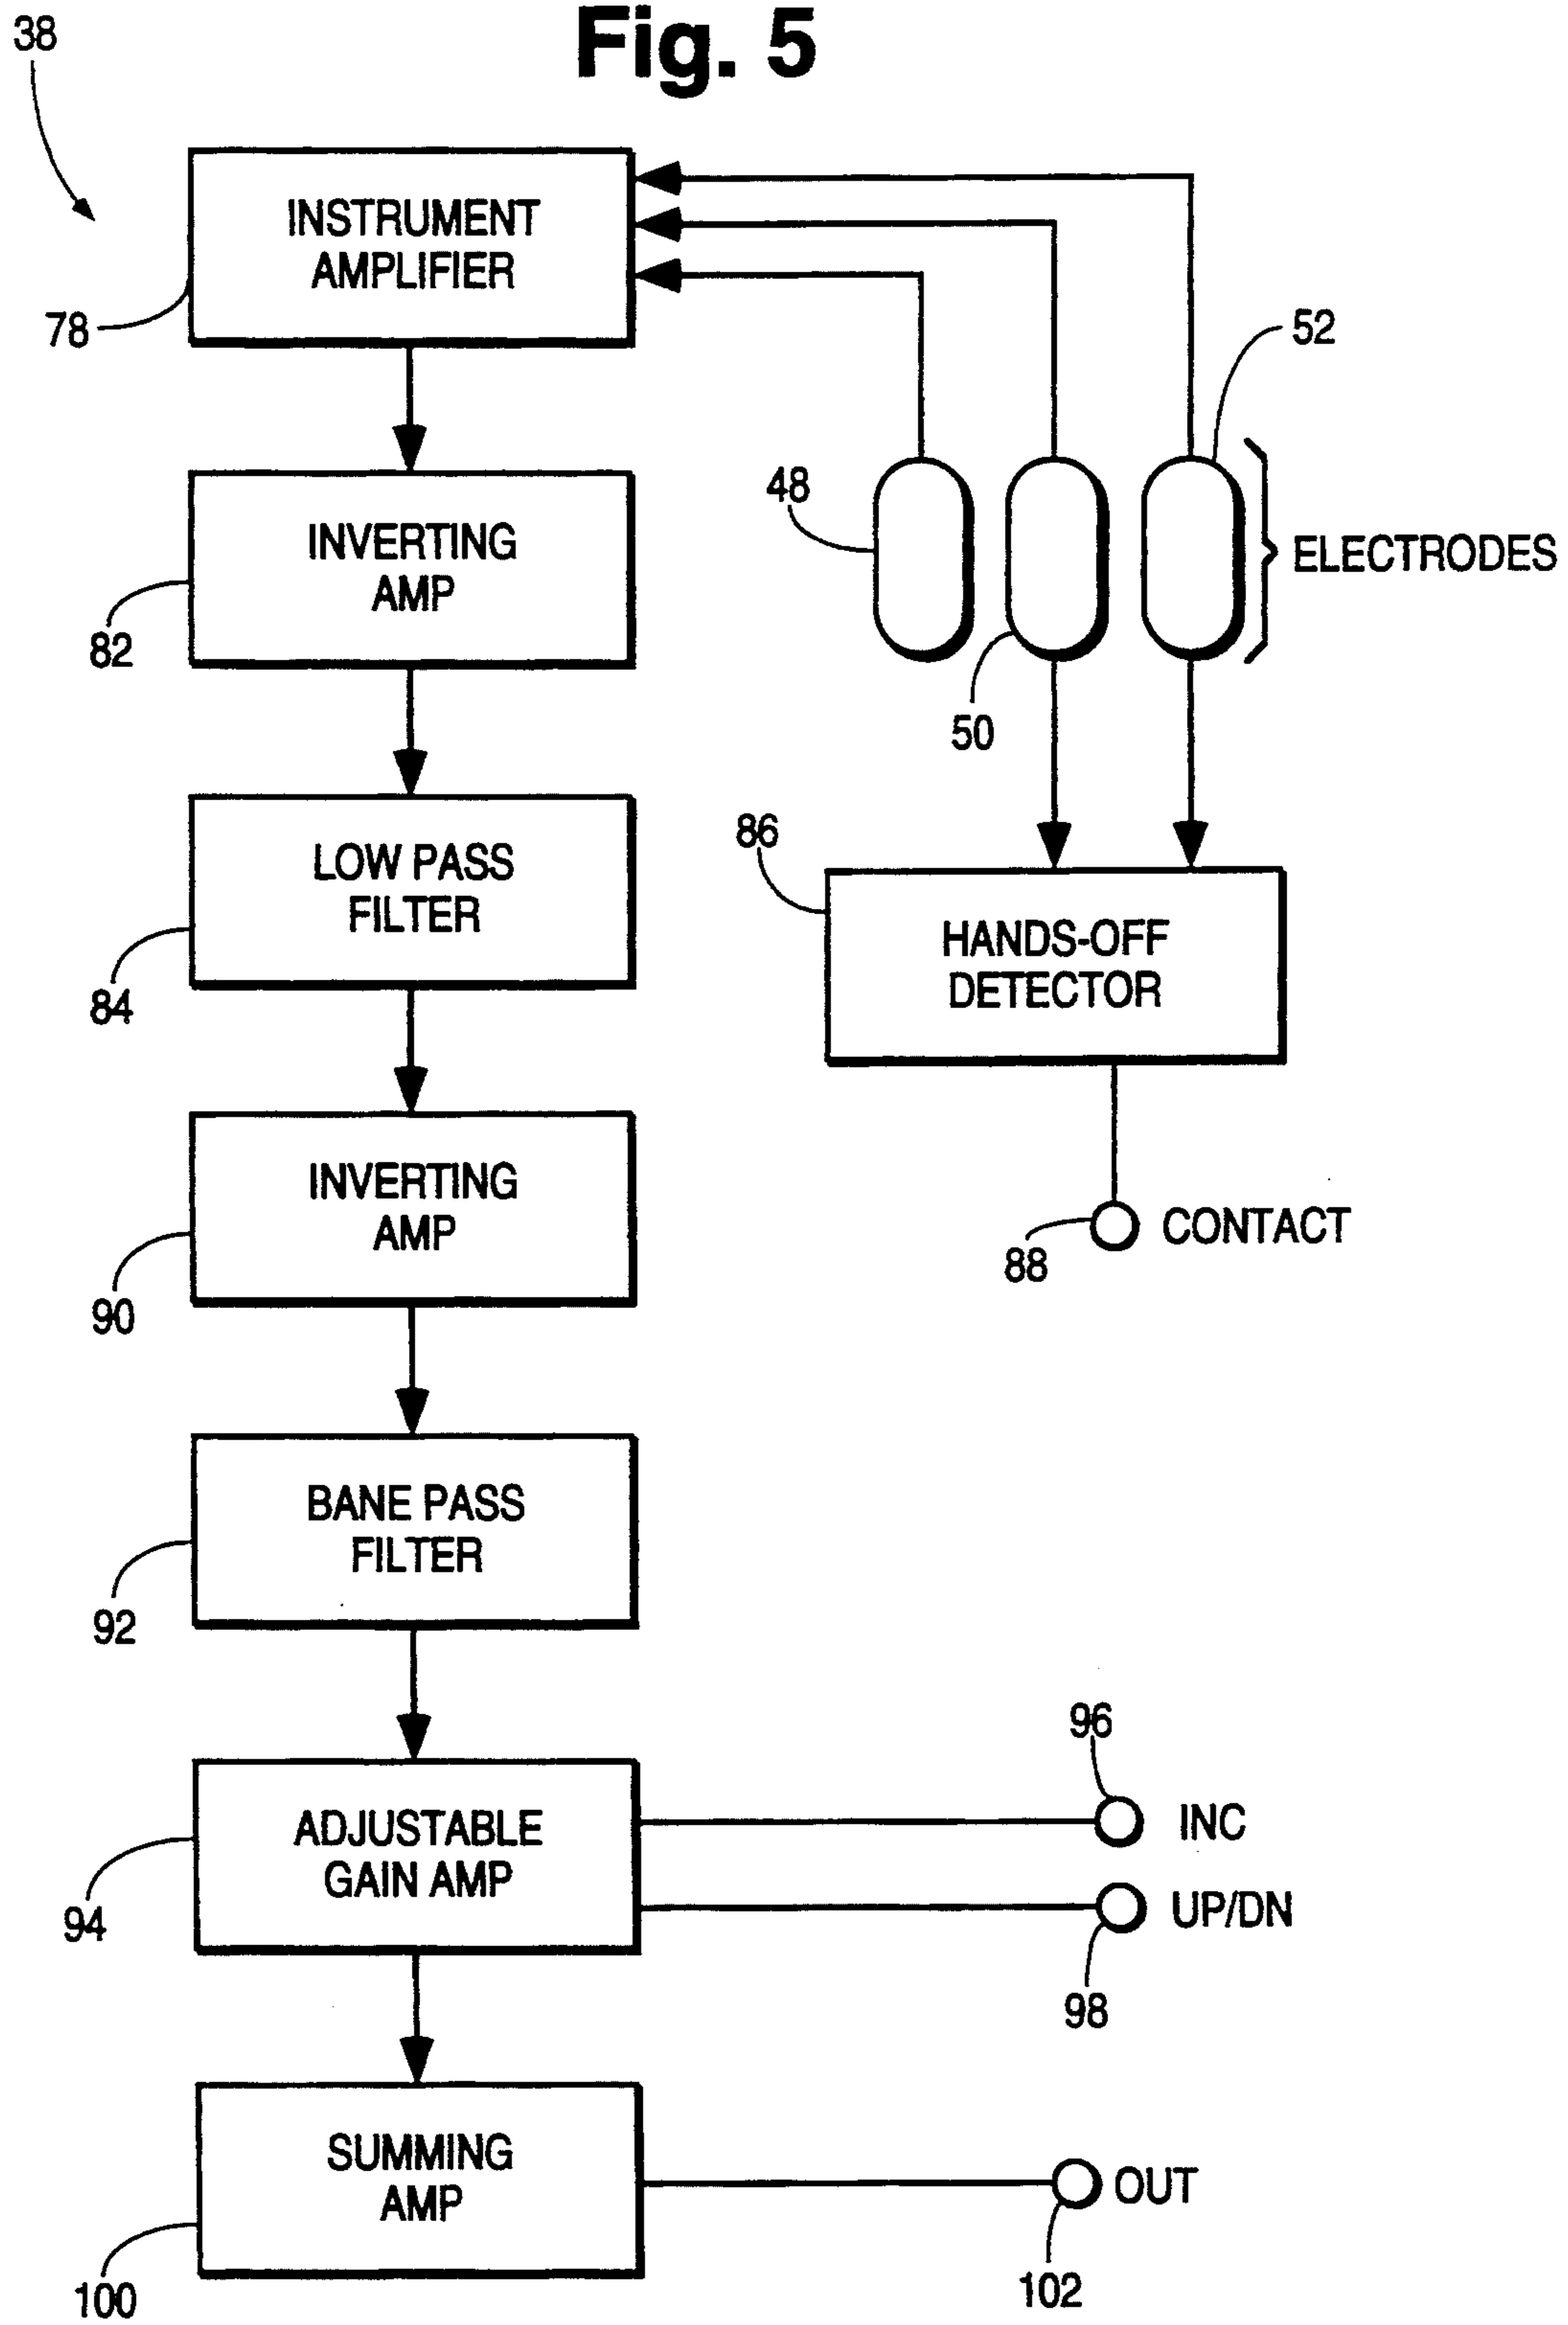 Fig. 5
38
INSTRUMENT
AMPLIFIER
78
52
48
ELECTRODES
50
INVERTING
AMP
82
LOW PASS
FILTER
84
86
HANDS-OFF
DETECTOR
88
CONTACT
INVERTING
AMP
90
BANE PASS
FILTER
92
ADJUSTABLE
GAIN AMP
94
96
INC
UP/DN
98
SUMMING
AMP
100
OUT
102